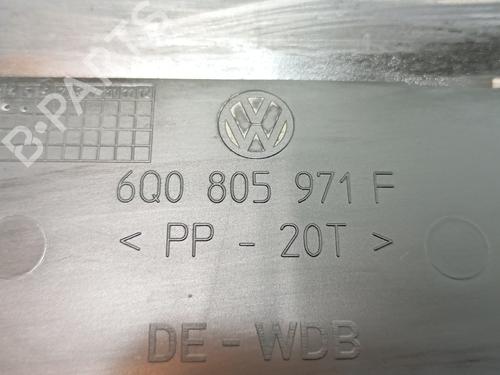 B-PARTS
6Q0 805 971 F
< PP - 20T >
DE-WDB